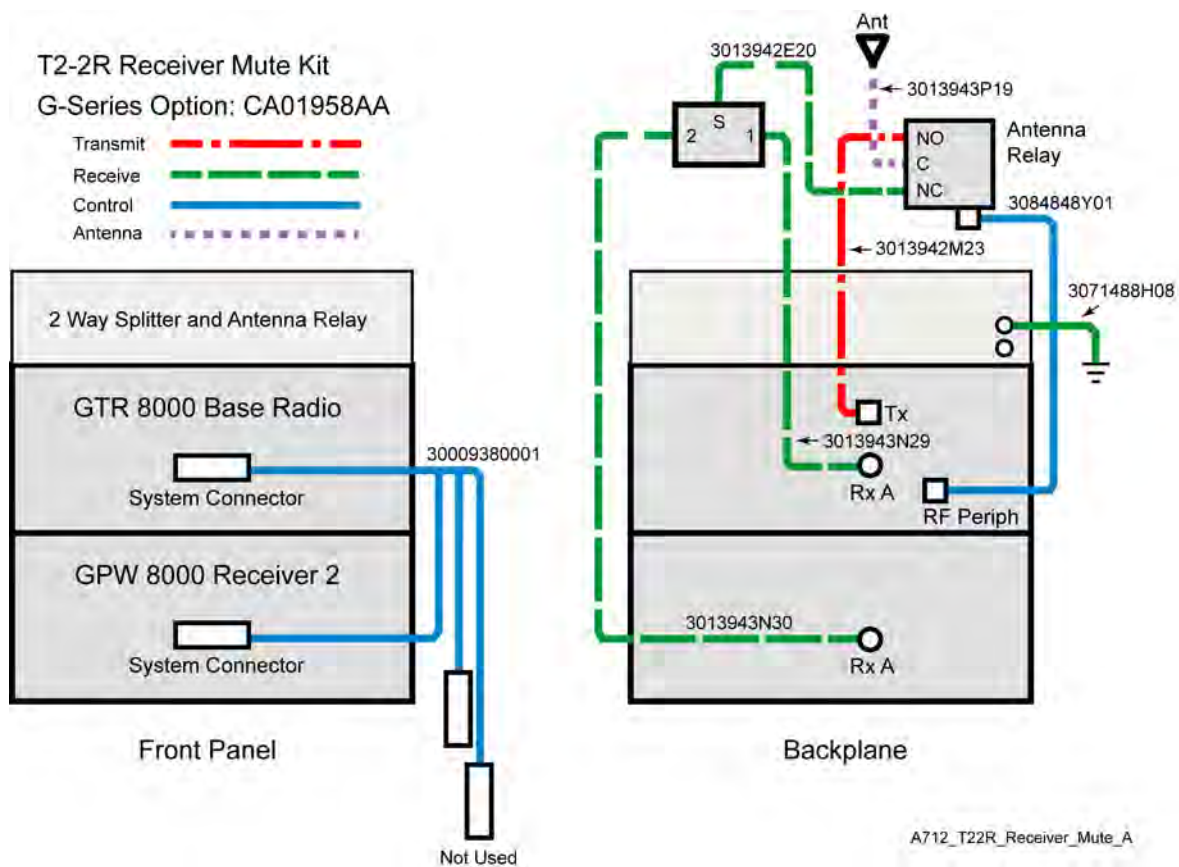 T2-2R Receiver Mute Kit
G-Series Option: CA01958AA
Transmit
Receive
Control
Antenna
2 Way Splitter and Antenna Relay
GTR 8000 Base Radio
System Connector
30009380001
GPW 8000 Receiver 2
System Connector
Front Panel
Not Used
Ant
3013942E20
3013943P19
S
2
1
NO
C
NC
Antenna
Relay
3084848Y01
3013942M23
3071488H08
Tx
3013943N29
Rx A
RF Periph
3013943N30
Rx A
Backplane
A712_T22R_Receiver_Mute_A